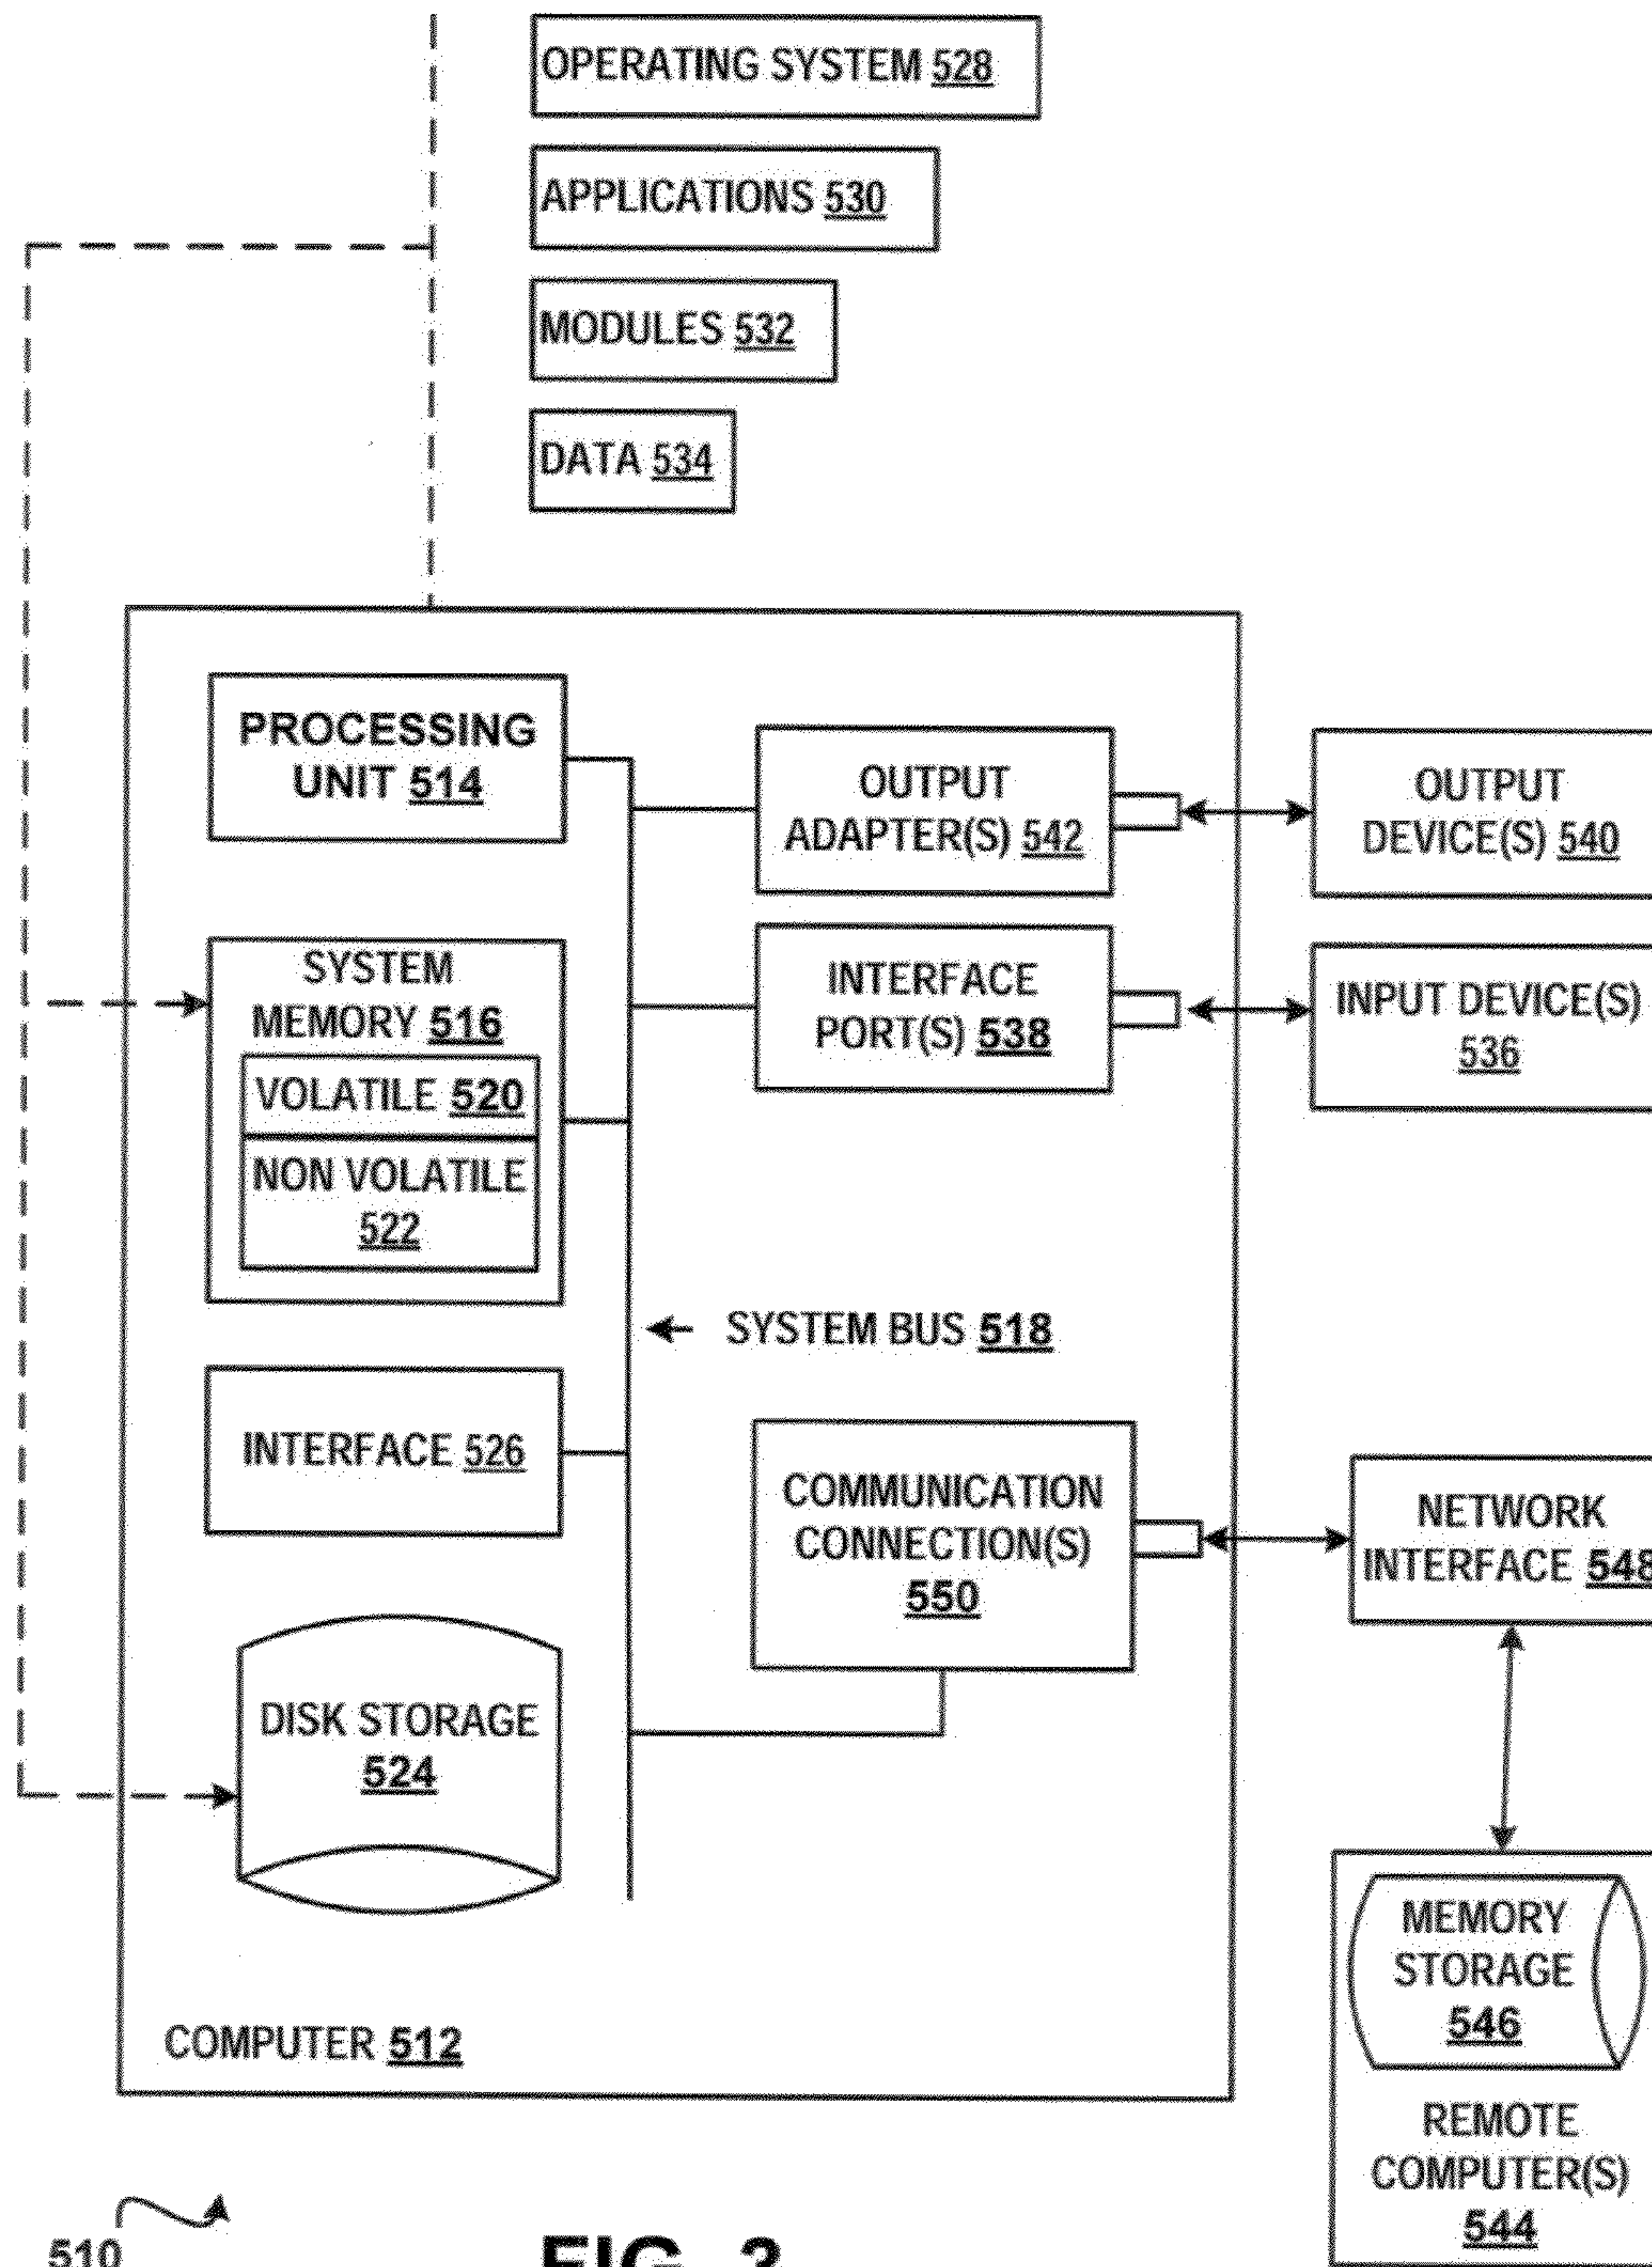 OPERATING SYSTEM 528
APPLICATIONS 530
MODULES 532
DATA 534
PROCESSING
UNIT 514
OUTPUT
ADAPTER(S) 542
OUTPUT
DEVICE(S) 540
SYSTEM
MEMORY 516
VOLATILE 520
NON VOLATILE
522
INTERFACE
PORT(S) 538
INPUT DEVICE(S)
536
SYSTEM BUS 518
INTERFACE 526
COMMUNICATION
CONNECTION(S)
550
NETWORK
INTERFACE 548
DISK STORAGE
524
MEMORY
STORAGE
546
REMOTE
COMPUTER(S)
544
COMPUTER 512
510
FIG.